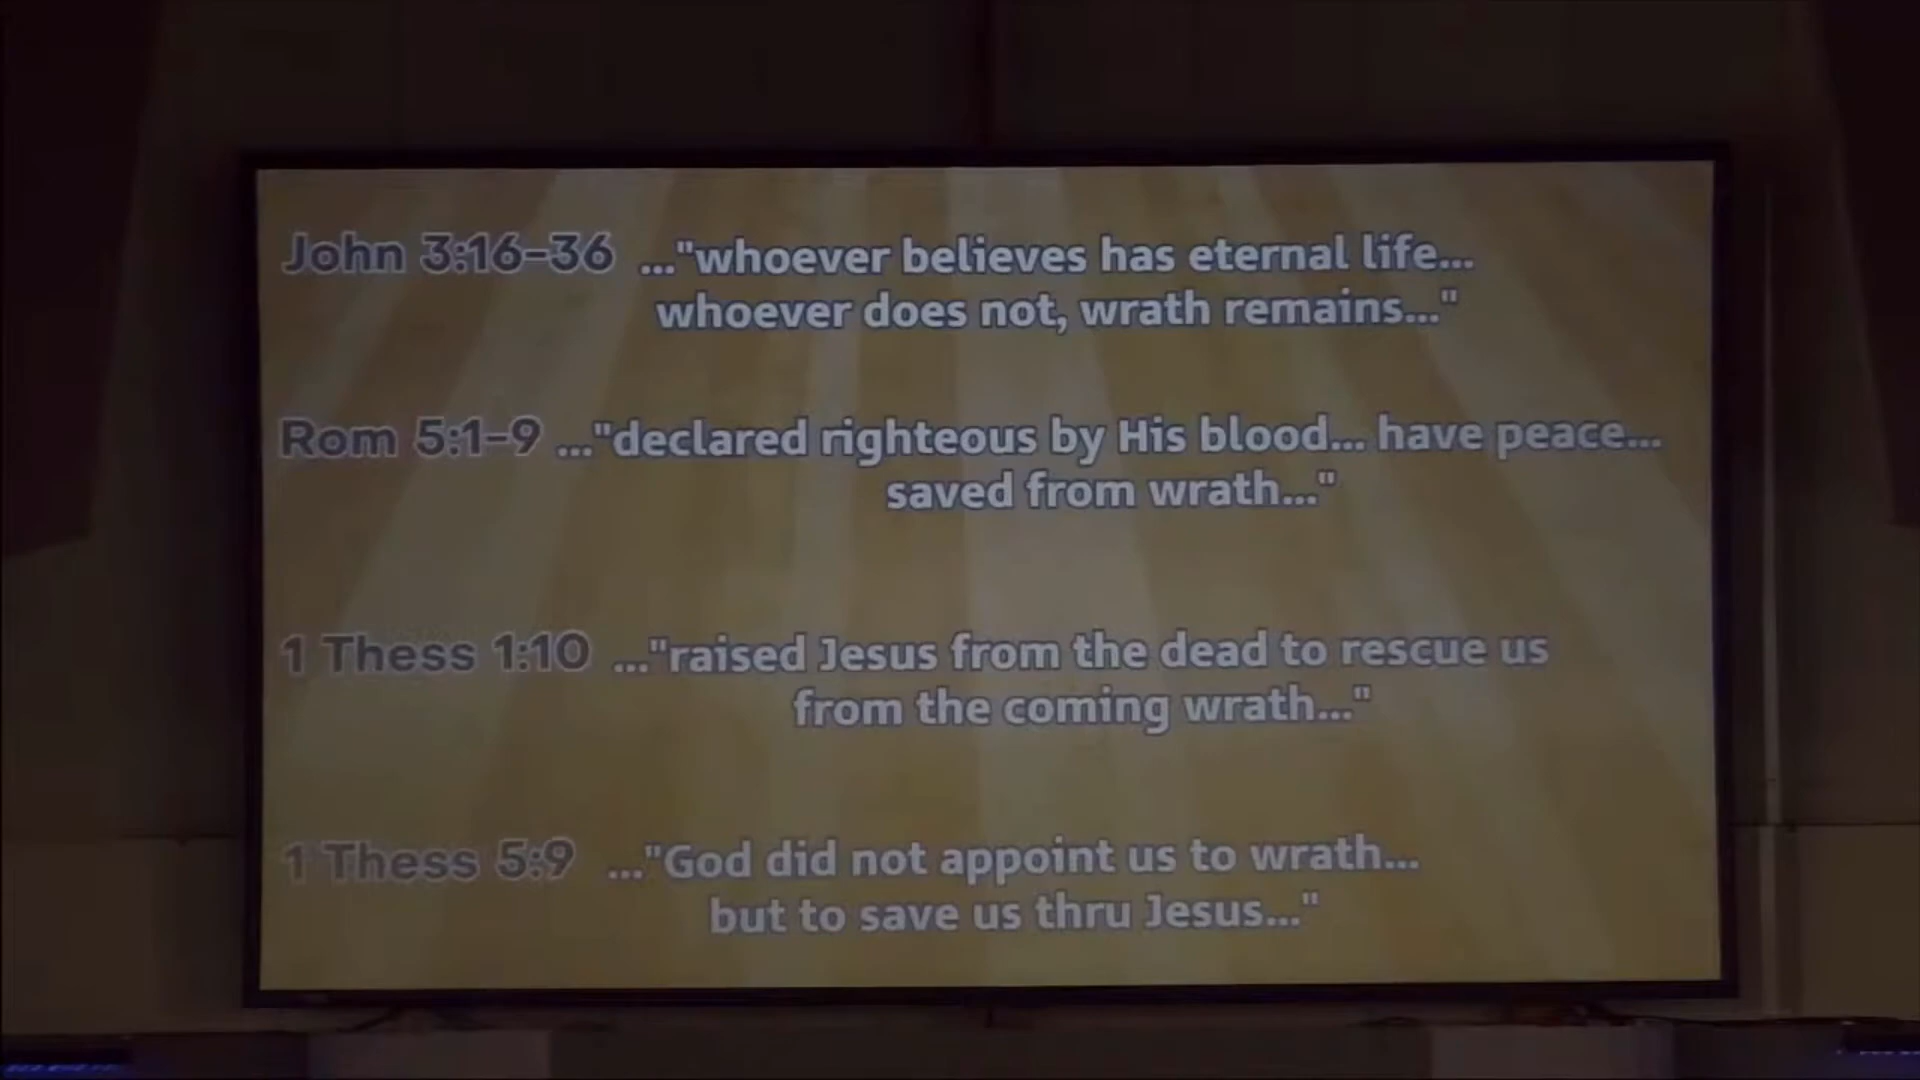 John 3:16-36 ..."whoever believes has eternal life...
whoever does not, wrath remains..."
Rom 5:1-9 ..."declared righteous by His blood... have peace...
saved from wrath..."
1 Thess 1:10 ..."raised Jesus from the dead to rescue us
from the coming wrath..."
1 Thess 5:9 ..."God did not appoint us to wrath...
but to save us thru Jesus..."